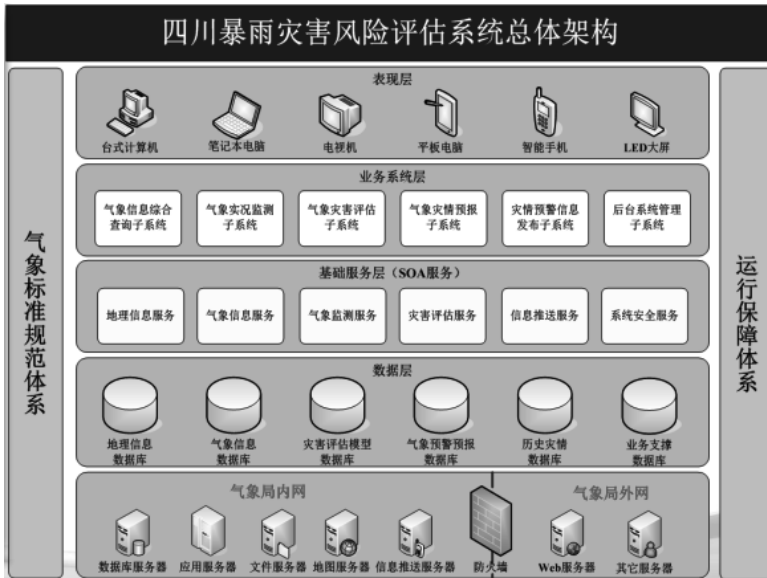 四川暴雨灾害风险评估系统总体架构
气象标准规范体系
表现层
台式计算机 笔记本电脑 电视机 平板电脑 智能手机 LED大屏
业务系统层
气象信息综合 气象实况监测 气象灾害评估 气象灾情预报 灾情预警信息 后台系统管理
查询子系统 子系统 子系统 子系统 发布子系统 子系统
基础服务层（SOA服务）
地理信息服务 气象信息服务 气象监测服务 灾害评估服务 信息推送服务 系统安全服务
数据层
地理信息 气象信息 灾害评估模型 气象预警预报 历史灾情 业务支撑
数据库 数据库 数据库 数据库 数据库 数据库
气象局内网 气象局外网
数据库服务器 应用服务器 文件服务器 地图服务器 信息推送服务器 防火墙 Web服务器 其它服务器
运行保障体系